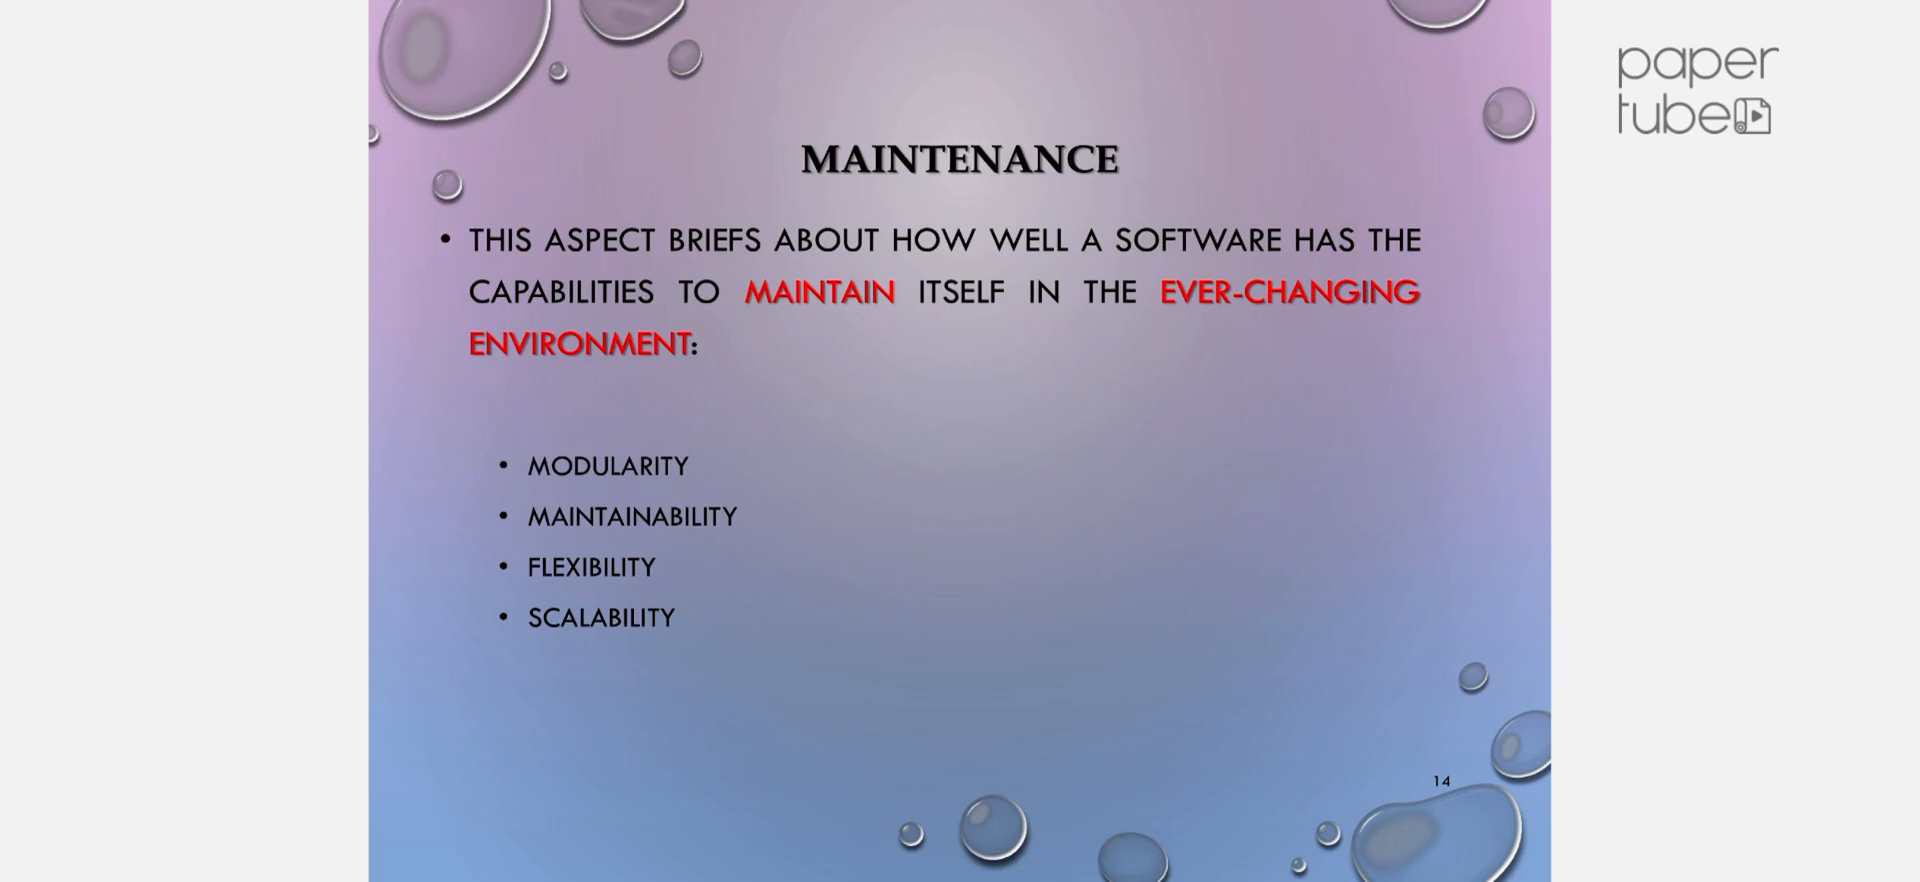 paper
tube
MAINTENANCE
• THIS ASPECT BRIEFS ABOUT HOW WELL A SOFTWARE HAS THE
CAPABILITIES TO MAINTAIN ITSELF IN THE EVER-CHANGING
ENVIRONMENT:
• MODULARITY
• MAINTAINABILITY
• FLEXIBILITY
• SCALABILITY
14